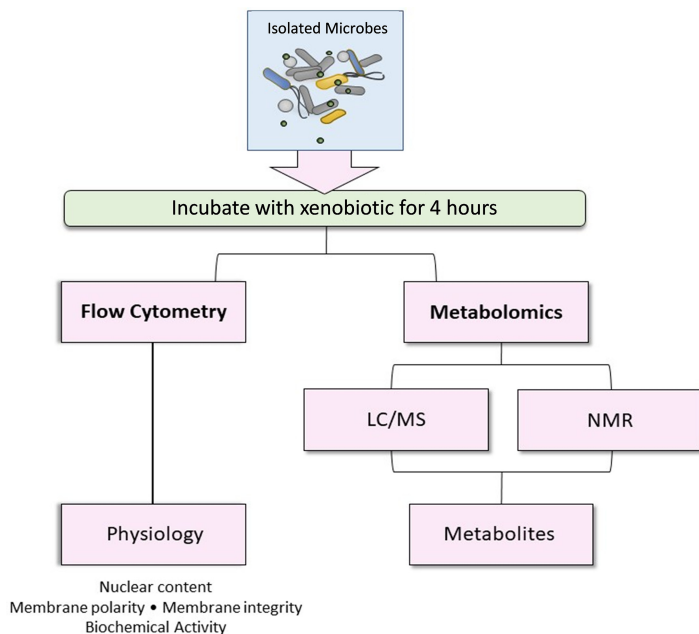 Isolated Microbes
Incubate with xenobiotic for 4 hours
Flow Cytometry
Metabolomics
LC/MS
NMR
Physiology
Metabolites
Nuclear content
Membrane polarity • Membrane integrity
Biochemical Activity